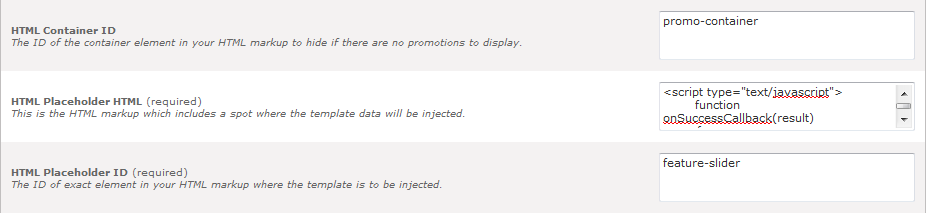 HTML Container ID
The ID of the container element in your HTML markup to hide if there are no promotions to display.
promo-container
HTML Placeholder HTML (required)
This is the HTML markup which includes a spot where the template data will be injected.
<script type="text/javascript">
function
onSuccessCallback(result)
HTML Placeholder ID (required)
The ID of exact element in your HTML markup where the template is to be injected.
feature-slider